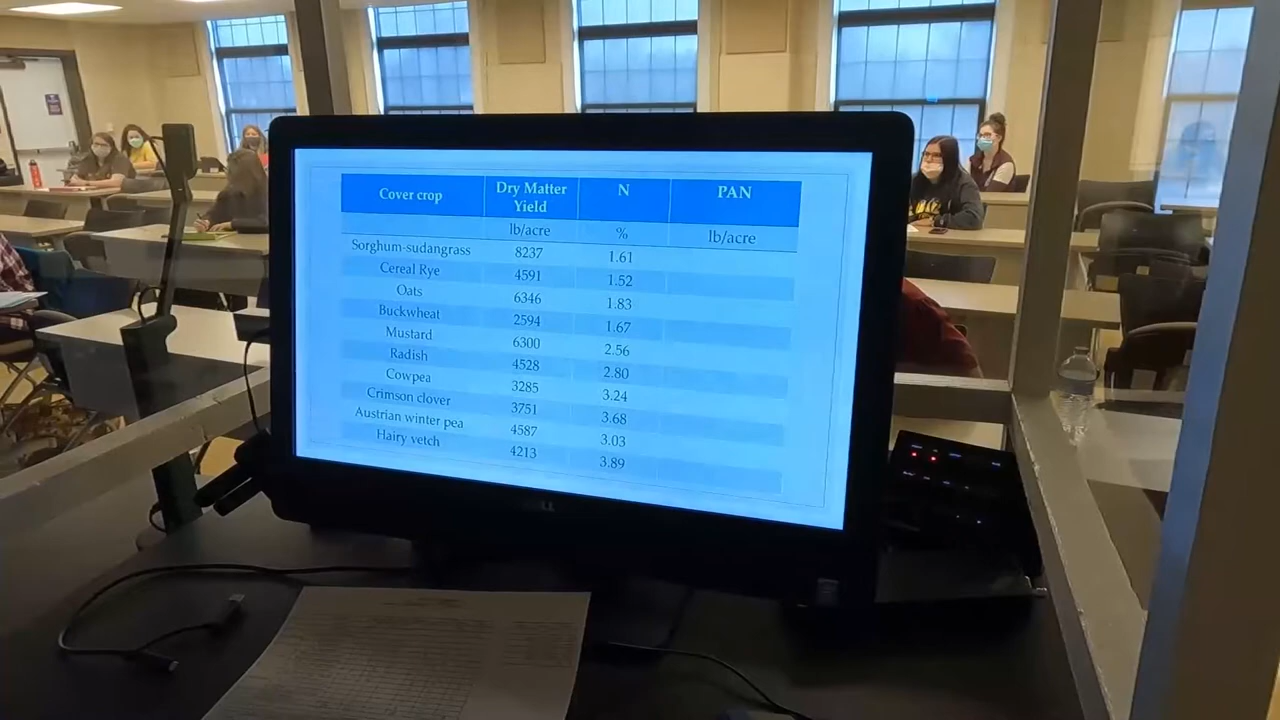 Cover crop Dry Matter Yield N PAN
lb/acre % lb/acre
Sorghum-sudangrass 8237 1.61
Cereal Rye 4591 1.52
Oats 6346 1.83
Buckwheat 2594 1.67
Mustard 6300 2.56
Radish 4528 2.80
Cowpea 3285 3.24
Crimson clover 3751 3.68
Austrian winter pea 4587 3.03
Hairy vetch 4213 3.89